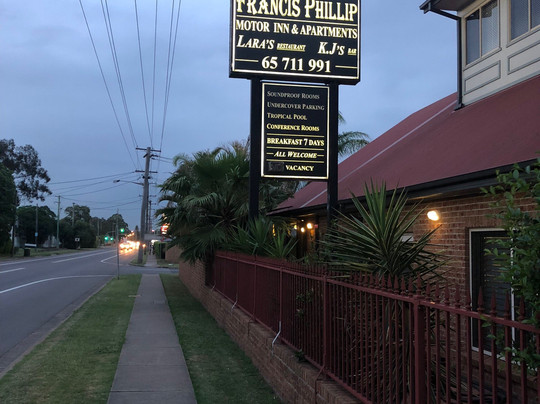 FRANCIS PHILLIP
MOTOR INN & APARTMENTS
LARA'S RESTAURANT K.J'S BAR
65 711 991
SOUNDPROOF ROOMS
UNDERCOVER PARKING
TROPICAL POOL
CONFERENCE ROOMS
BREAKFAST 7 DAYS
— ALL WELCOME —
VACANCY